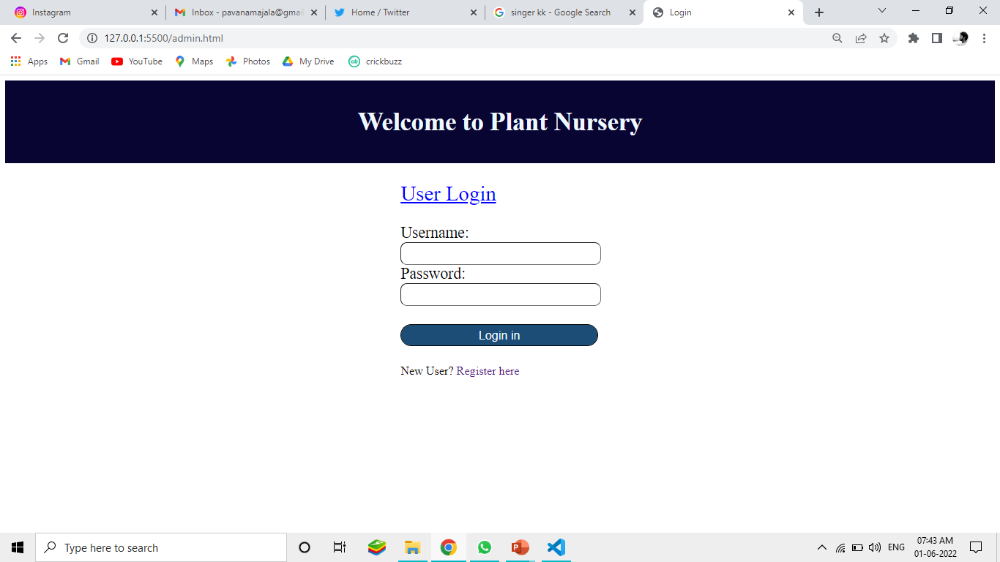 Instagram
Inbox - pavanamajala@gmai
Home / Twitter
singer kk - Google Search
Login
127.0.0.1:5500/admin.html
Apps
Gmail
YouTube
Maps
Photos
My Drive
cb
crickbuzz
Welcome to Plant Nursery
User Login
Username:
Password:
Login in
New User? Register here
Type here to search
ENG
07:43 AM
01-06-2022